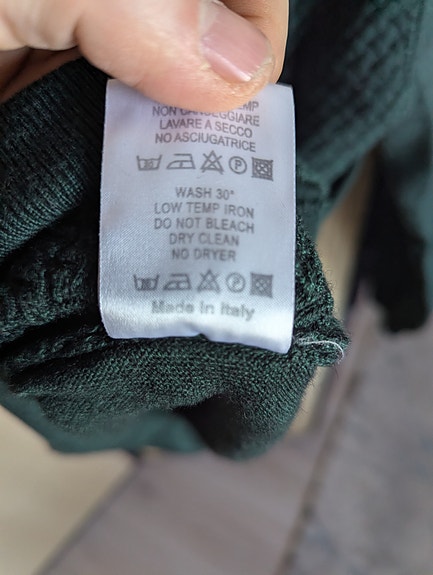 NON CANDEGGIARE
LAVARE A SECCO
NO ASCIUGATRICE
P
WASH 30°
LOW TEMP IRON
DO NOT BLEACH
DRY CLEAN
NO DRYER
P
Made in Italy